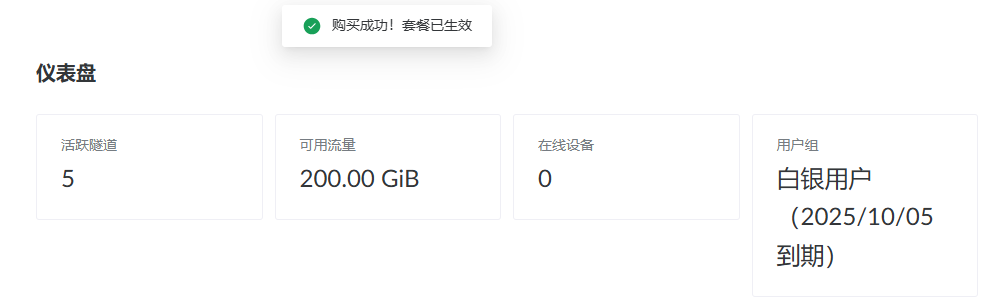 购买成功！套餐已生效
仪表盘
活跃隧道
5
可用流量
200.00 GiB
在线设备
0
用户组
白银用户
（2025/10/05
到期）